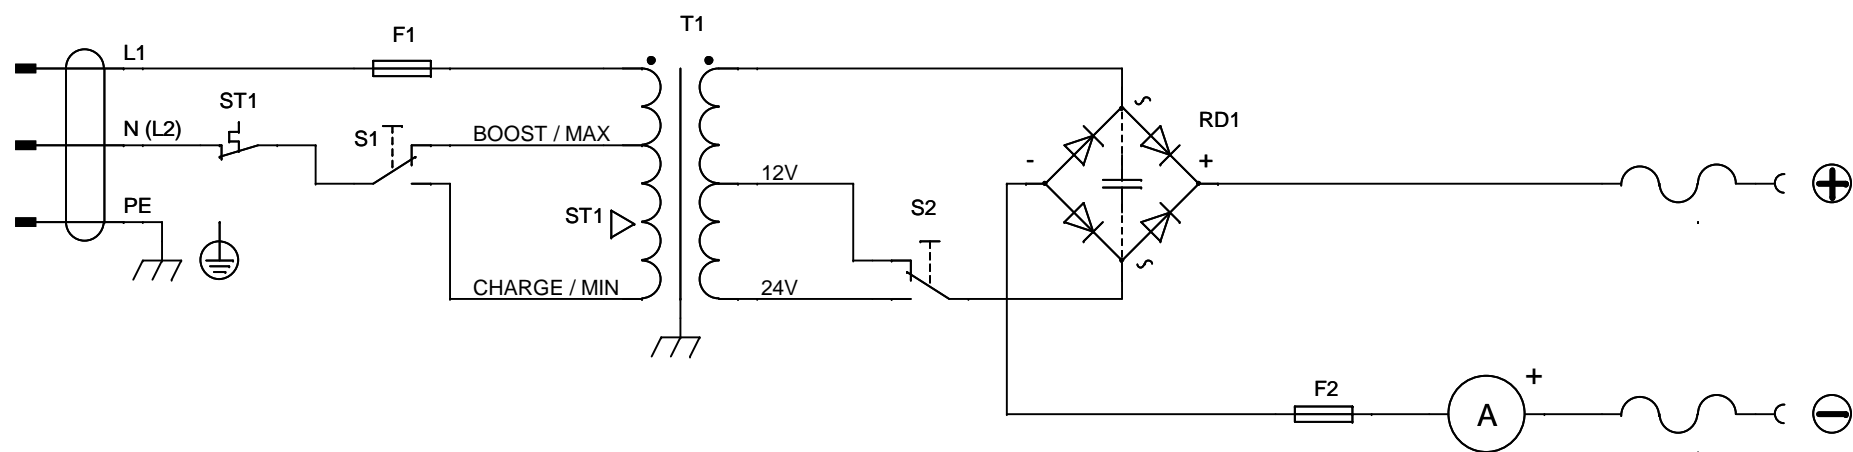 T1
F1
L1
ST1
N (L2)
S1
BOOST / MAX
RD1
- +
12V
PE
ST1
S2
CHARGE / MIN
24V
F2
+
A